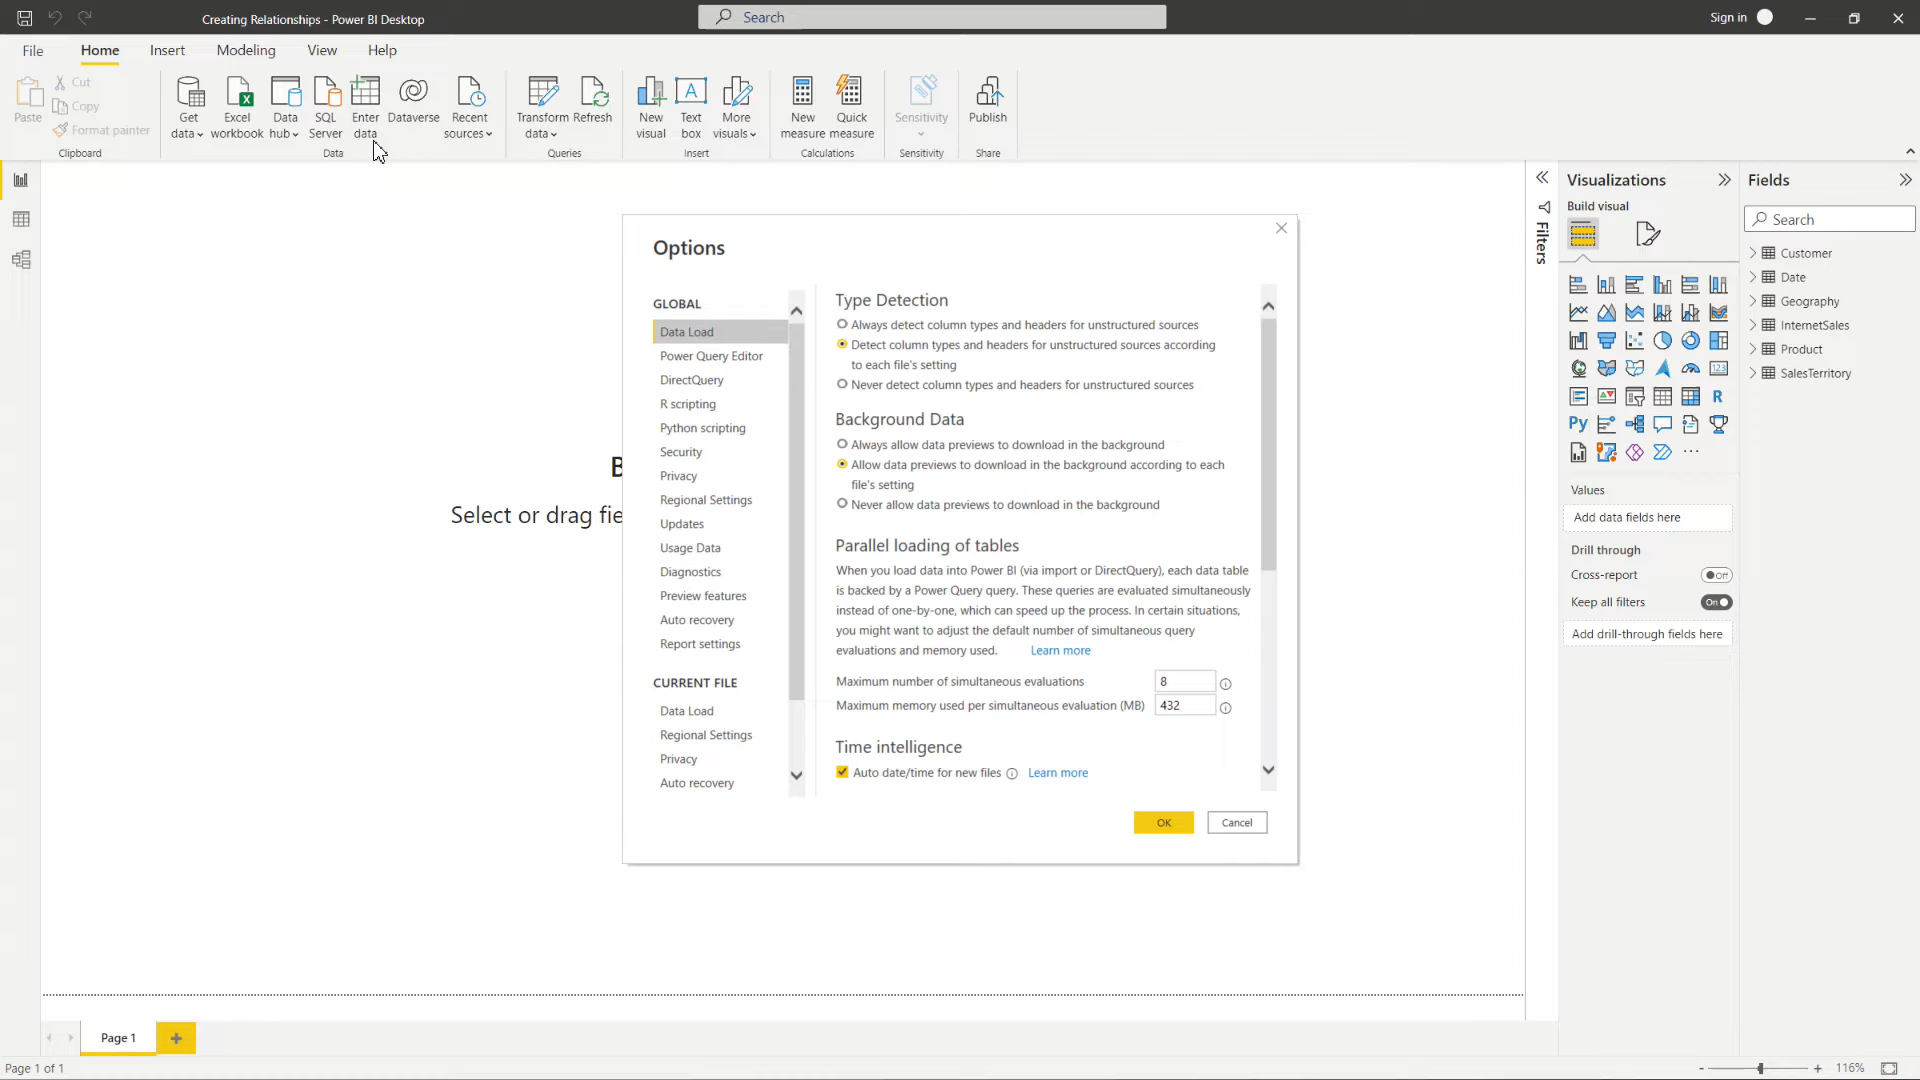 Creating Relationships - Power BI Desktop
Search
Sign in
File
Home
Insert
Modeling
View
Help
Paste
Cut
Copy
Format painter
Clipboard
Get
data
Excel
workbook
Data
hub
SQL
Server
Enter
data
Dataverse
Recent
sources
Data
Transform
data
Refresh
Queries
New
visual
A
Text
box
More
visuals
Insert
New
measure
Quick
measure
Calculations
Sensitivity
Sensitivity
Publish
Share
B
Select or drag fie
Options
GLOBAL
Data Load
Power Query Editor
DirectQuery
R scripting
Python scripting
Security
Privacy
Regional Settings
Updates
Usage Data
Diagnostics
Preview features
Auto recovery
Report settings
CURRENT FILE
Data Load
Regional Settings
Privacy
Auto recovery
Type Detection
Always detect column types and headers for unstructured sources
Detect column types and headers for unstructured sources according
to each file's setting
Never detect column types and headers for unstructured sources
Background Data
Always allow data previews to download in the background
Allow data previews to download in the background according to each
file's setting
Never allow data previews to download in the background
Parallel loading of tables
When you load data into Power BI (via import or DirectQuery), each data table
is backed by a Power Query query. These queries are evaluated simultaneously
instead of one-by-one, which can speed up the process. In certain situations,
you might want to adjust the default number of simultaneous query
evaluations and memory used. Learn more
Maximum number of simultaneous evaluations 8
Maximum memory used per simultaneous evaluation (MB) 432
Time intelligence
Auto date/time for new files Learn more
OK
Cancel
Filters
Visualizations
Build visual
123
R
Py
Values
Add data fields here
Drill through
Cross-report Off
Keep all filters On
Add drill-through fields here
Fields
Search
Customer
Date
Geography
InternetSales
Product
SalesTerritory
Page 1
Page 1 of 1
116%